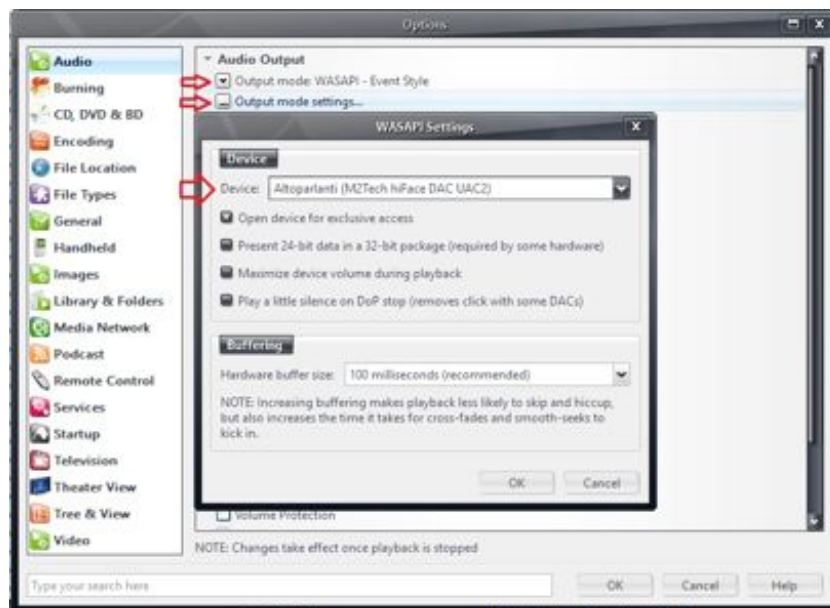 Options
Audio
Burning
CD, DVD & BD
Encoding
File Location
File Types
General
Handheld
Images
Library & Folders
Media Network
Podcast
Remote Control
Services
Startup
Television
Theater View
Tree & View
Video
Audio Output
Output mode: WASAPI - Event Style
Output mode settings...
WASAPI Settings
Device
Device: Altoparlanti (M2Tech hiFace DAC UAC2)
Open device for exclusive access
Present 24-bit data in a 32-bit package (required by some hardware)
Maximize device volume during playback
Play a little silence on DoP stop (removes click with some DACs)
Buffering
Hardware buffer size: 100 milliseconds (recommended)
NOTE: Increasing buffering makes playback less likely to skip and hiccup,
but also increases the time it takes for cross-fades and smooth-seeks to
kick in.
OK Cancel
Volume Protection
NOTE: Changes take effect once playback is stopped
Type your search here
OK Cancel Help